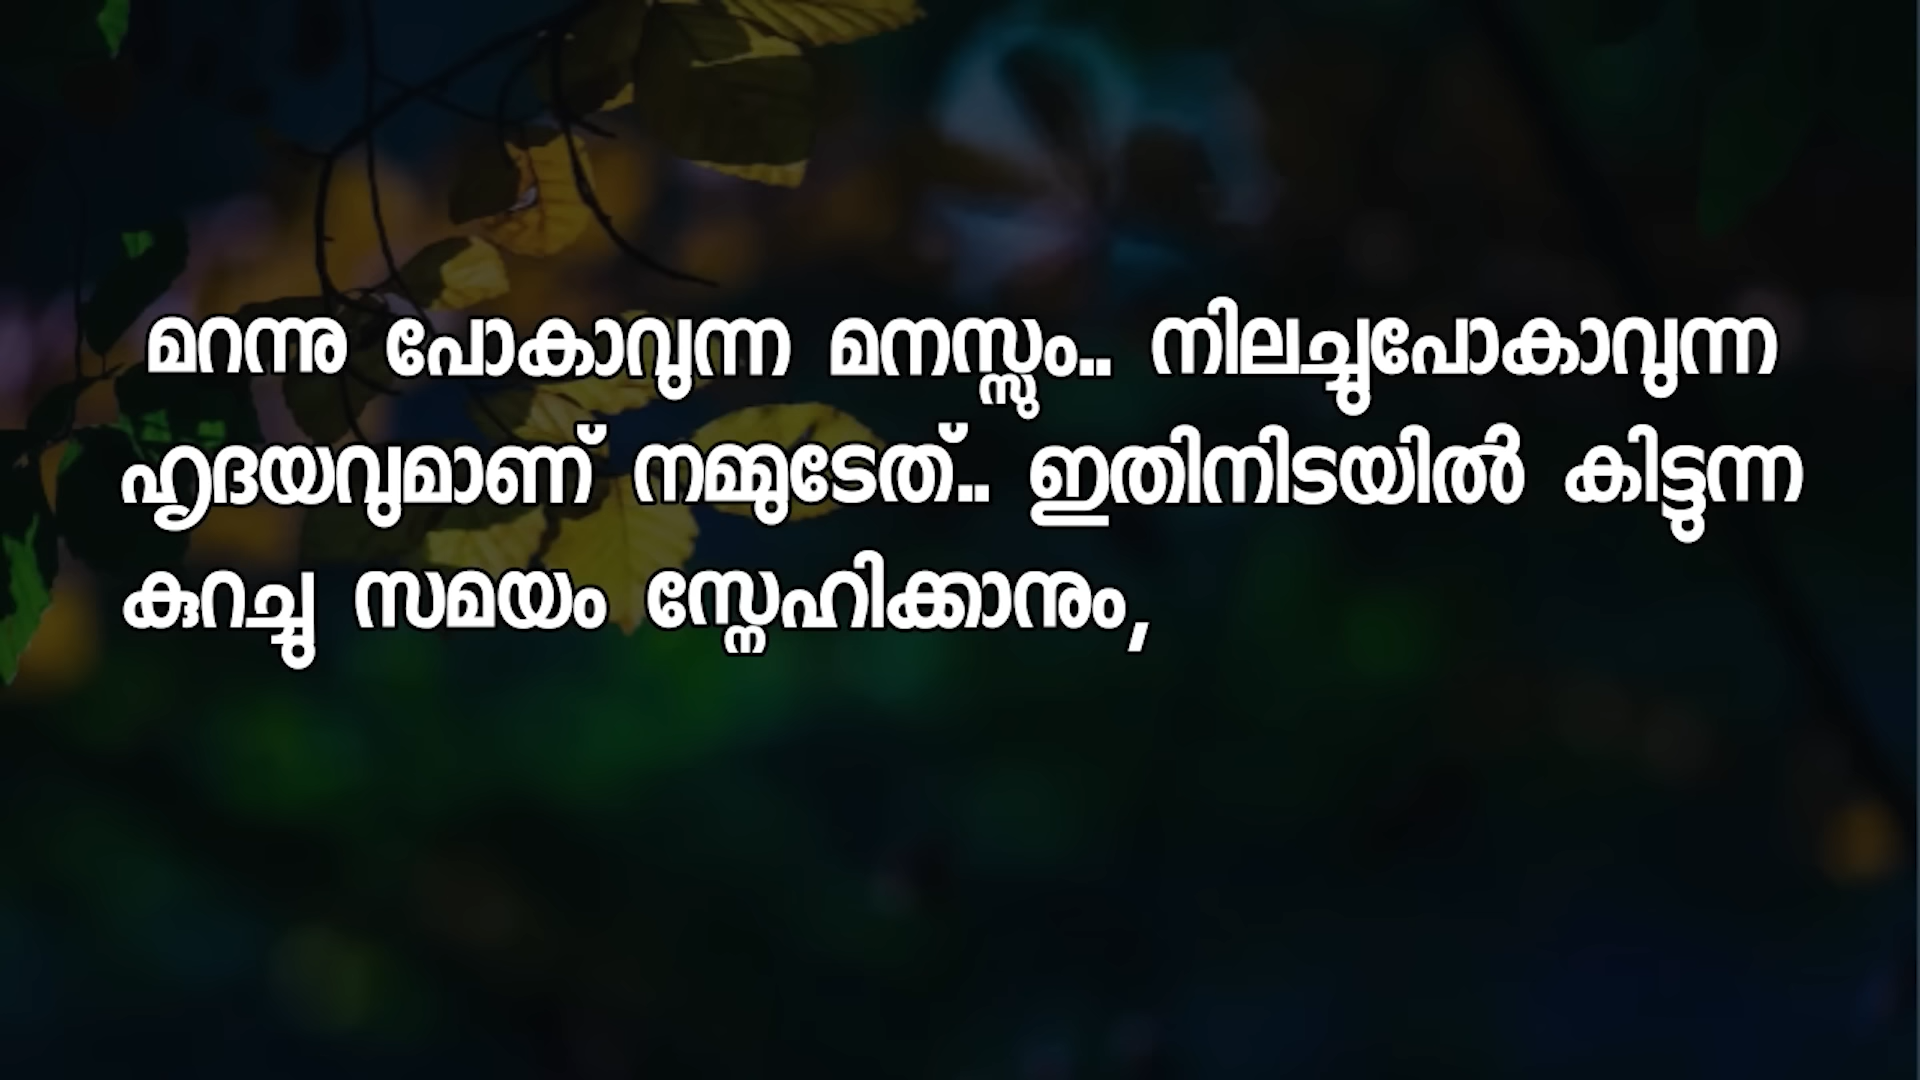 മറന്നു പോകാവുന്ന മനസ്സും.. നിലച്ചുപോകാവുന്ന
ഹൃദയവുമാണ് നമ്മുടേത്.. ഇതിനിടയിൽ കിട്ടുന്ന
കുറച്ചു സമയം സ്നേഹിക്കാനും,